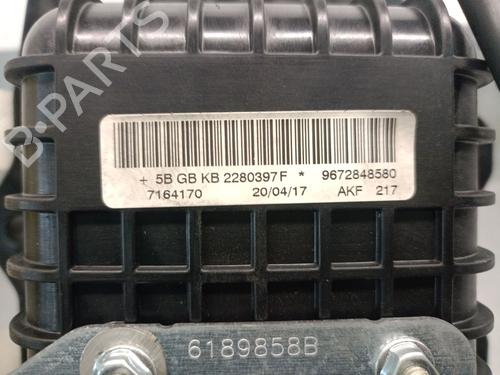 B-PARTS
+ 5B GB KB 2280397F * 9672848580
7164170 20/04/17 AKF 217
6189858B